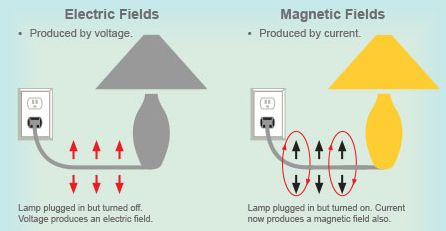 Electric Fields
• Produced by voltage.
Lamp plugged in but turned off.
Voltage produces an electric field.
Magnetic Fields
• Produced by current.
Lamp plugged in but turned on. Current
now produces a magnetic field also.